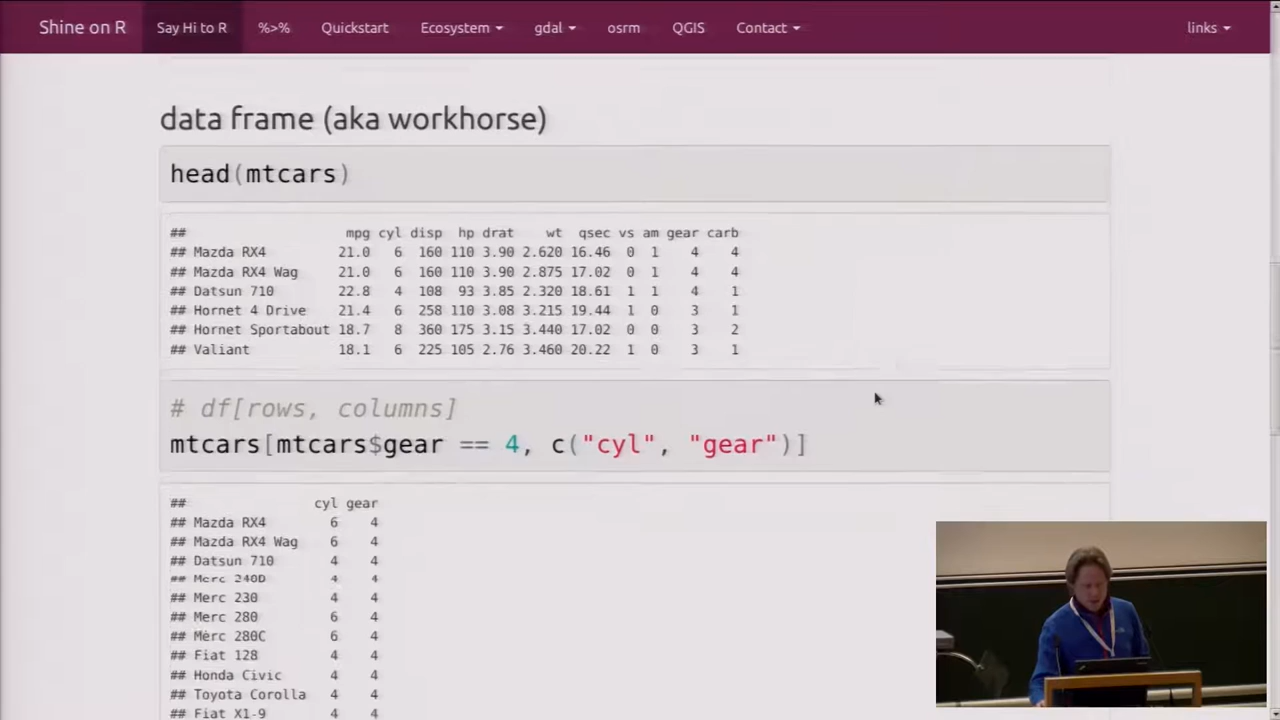 Shine on R Say Hi to R %>% Quickstart Ecosystem gdal osrm QGIS Contact links
data frame (aka workhorse)
head(mtcars)
## mpg cyl disp hp drat wt qsec vs am gear carb
## Mazda RX4 21.0 6 160 110 3.90 2.620 16.46 0 1 4 4
## Mazda RX4 Wag 21.0 6 160 110 3.90 2.875 17.02 0 1 4 4
## Datsun 710 22.8 4 108 93 3.85 2.320 18.61 1 1 4 1
## Hornet 4 Drive 21.4 6 258 110 3.08 3.215 19.44 1 0 3 1
## Hornet Sportabout 18.7 8 360 175 3.15 3.440 17.02 0 0 3 2
## Valiant 18.1 6 225 105 2.76 3.460 20.22 1 0 3 1
# df[rows, columns]
mtcars[mtcars$gear == 4, c("cyl", "gear")]
## cyl gear
## Mazda RX4 6 4
## Mazda RX4 Wag 6 4
## Datsun 710 4 4
## Merc 240D 4 4
## Merc 230 4 4
## Merc 280 6 4
## Merc 280C 6 4
## Fiat 128 4 4
## Honda Civic 4 4
## Toyota Corolla 4 4
## Fiat X1-9 4 4